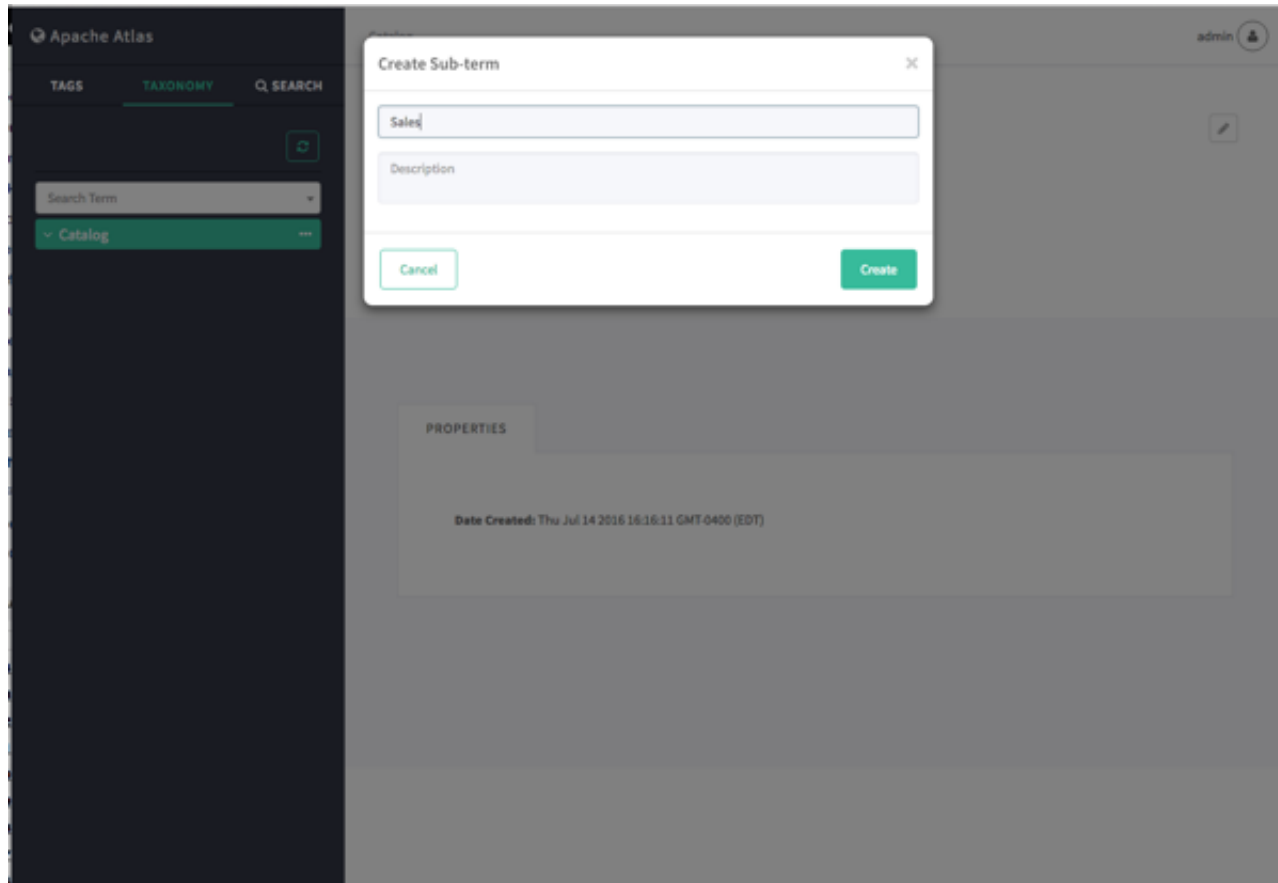 Apache Atlas
Catalog
admin
TAGS TAXONOMY SEARCH
Create Sub-term
×
Sales
Description
Search Term
Catalog
Cancel Create
PROPERTIES
Date Created: Thu Jul 14 2016 16:16:11 GMT-0400 (EDT)